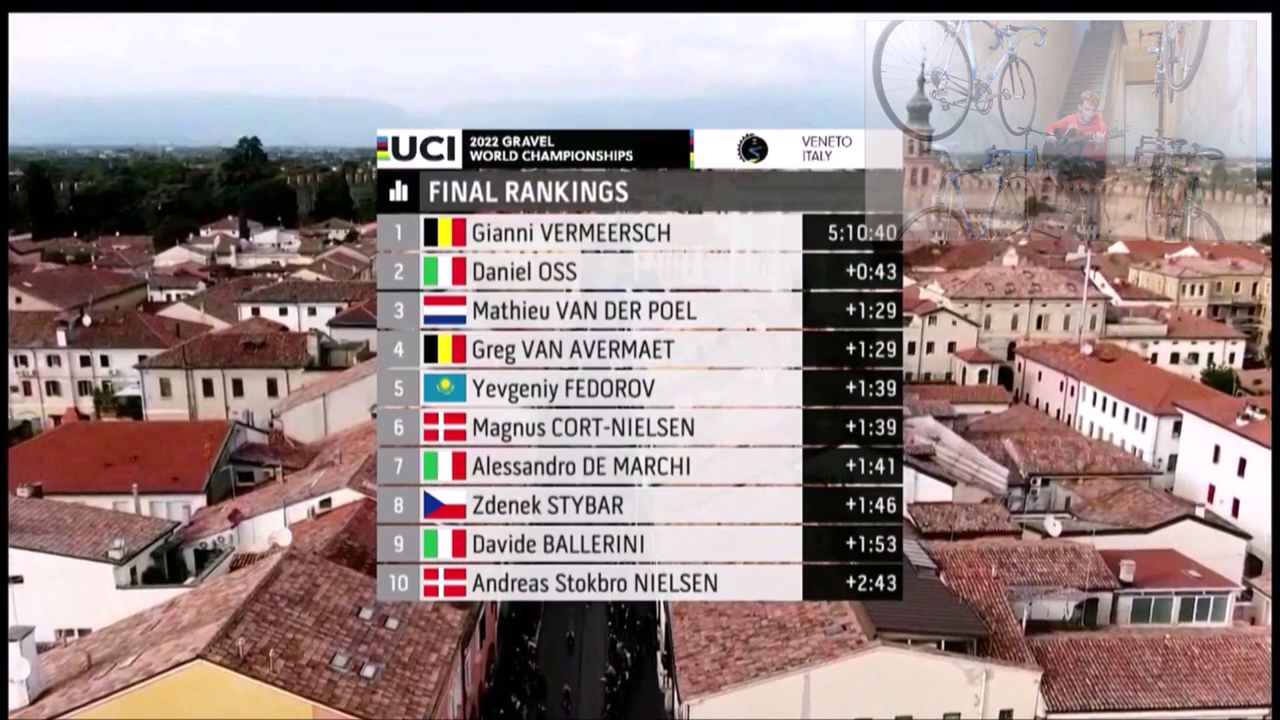 UCI
2022 GRAVEL
WORLD CHAMPIONSHIPS
VENETO
ITALY
FINAL RANKINGS
1 Gianni VERMEERSCH 5:10:40
2 Daniel OSS +0:43
3 Mathieu VAN DER POEL +1:29
4 Greg VAN AVERMAET +1:29
5 Yevgeniy FEDOROV +1:39
6 Magnus CORT-NIELSEN +1:39
7 Alessandro DE MARCHI +1:41
8 Zdenek STYBAR +1:46
9 Davide BALLERINI +1:53
10 Andreas Stokbro NIELSEN +2:43